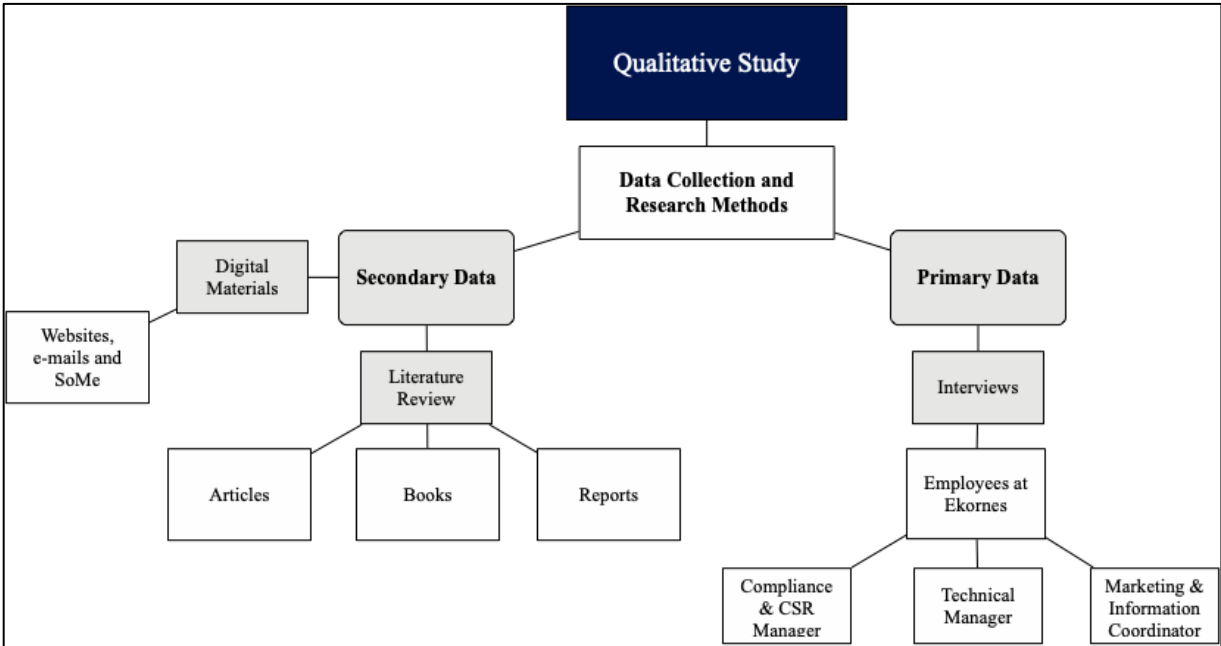 Qualitative Study
Data Collection and
Research Methods
Digital
Materials
Secondary Data
Primary Data
Websites,
e-mails and
SoMe
Literature
Review
Interviews
Articles
Books
Reports
Employees at
Ekornes
Compliance
& CSR
Manager
Technical
Manager
Marketing &
Information
Coordinator